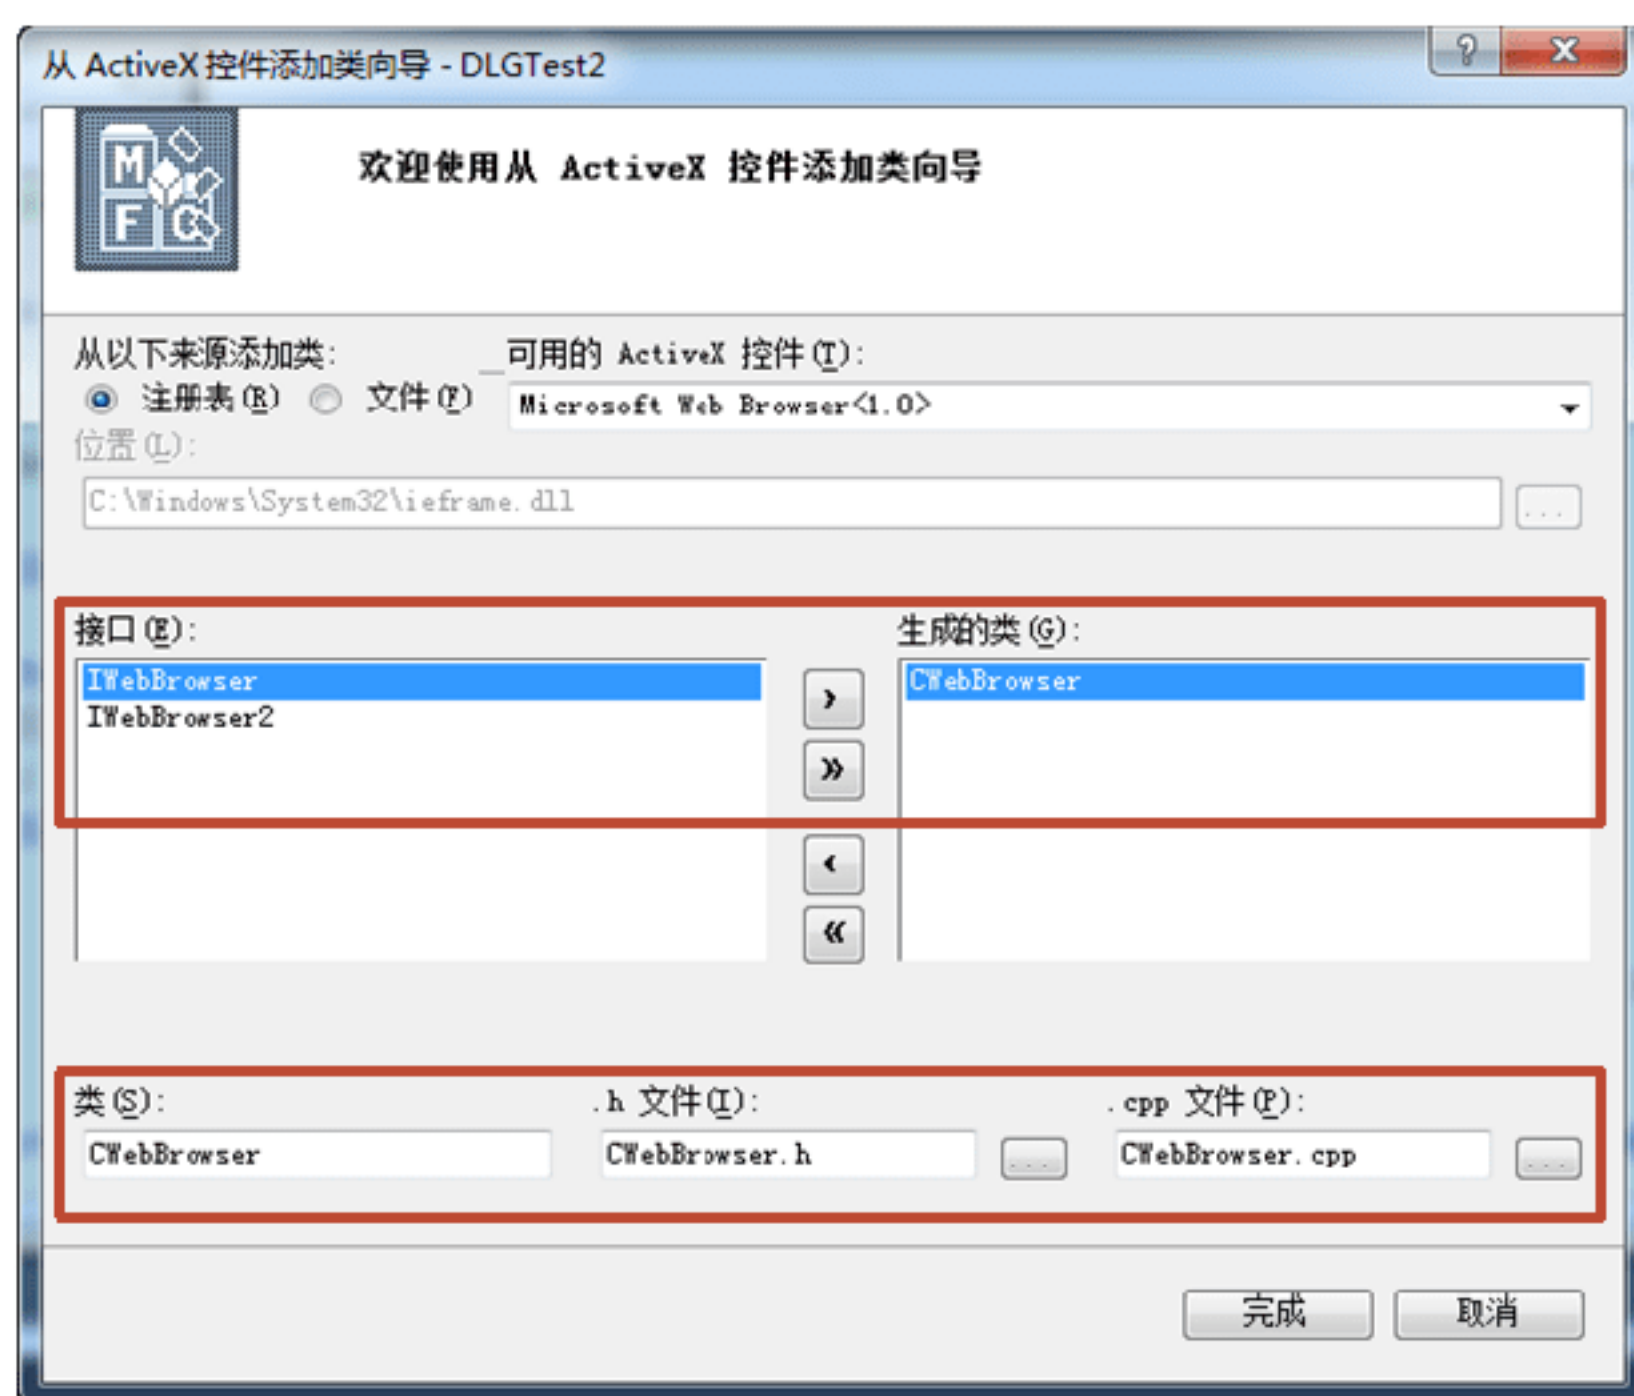 从 ActiveX 控件添加类向导 - DLGTest2
MFC
欢迎使用从 ActiveX 控件添加类向导
从以下来源添加类:
可用的 ActiveX 控件(T):
注册表(R) 文件(F)
Microsoft Web Browser<1.0>
位置(L):
C:\Windows\System32\ieframe.dll
...
接口(E):
生成的类(G):
IWebBrowser
CWebBrowser
IWebBrowser2
类(S):
.h 文件(I):
.cpp 文件(P):
CWebBrowser
CWebBrowser.h
...
CWebBrowser.cpp
...
完成
取消